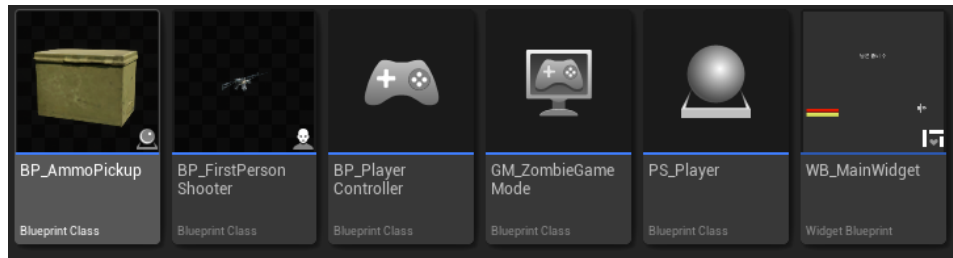 BP_AmmoPickup
Blueprint Class
BP_FirstPerson
Shooter
Blueprint Class
BP_Player
Controller
Blueprint Class
GM_ZombieGame
Mode
Blueprint Class
PS_Player
Blueprint Class
WB_MainWidget
Widget Blueprint